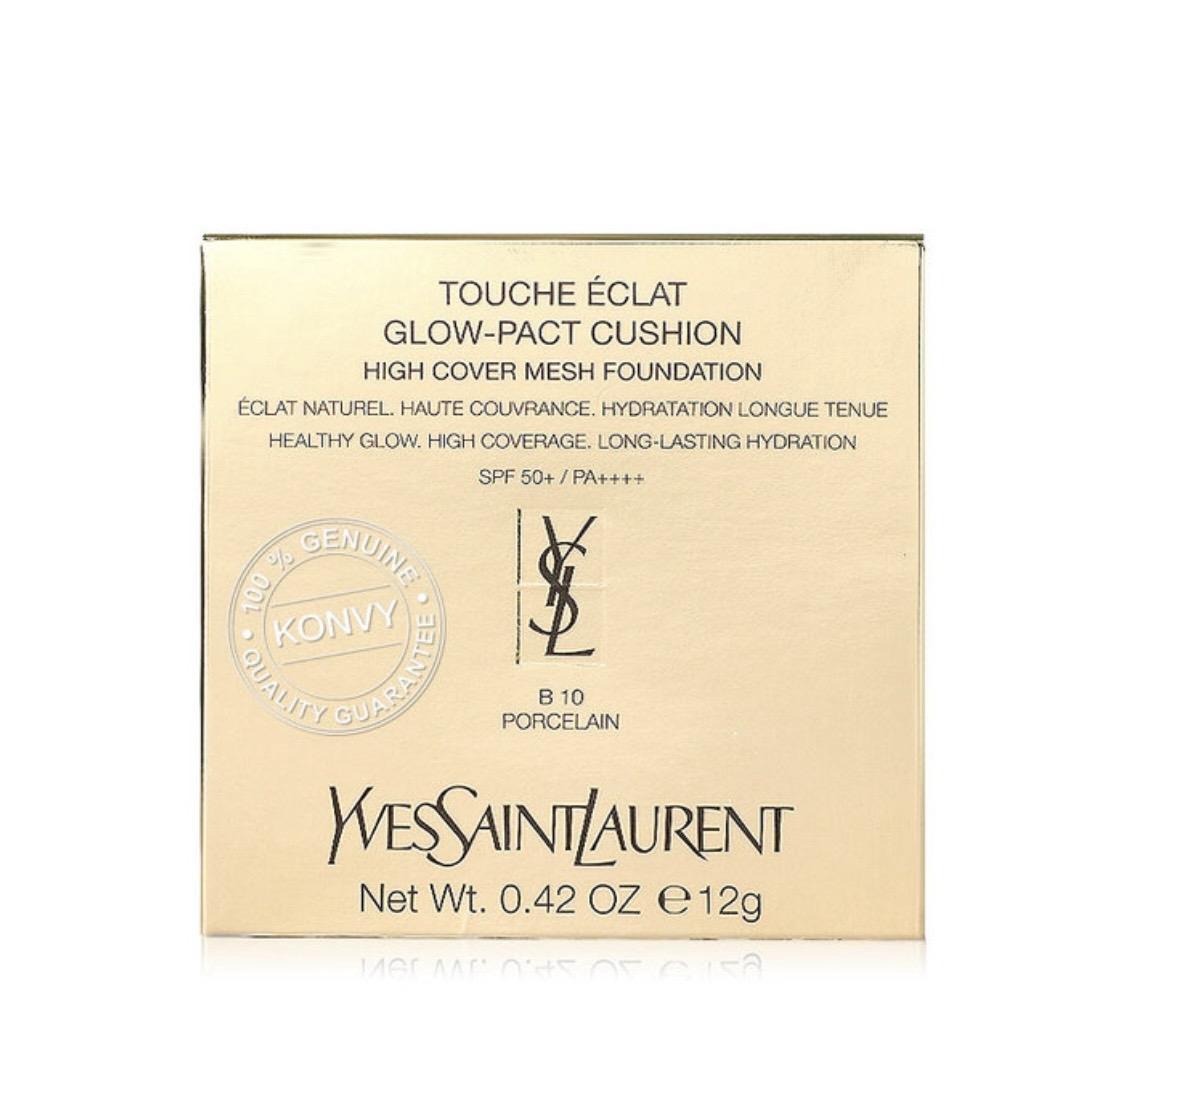 TOUCHE ÉCLAT
GLOW-PACT CUSHION
HIGH COVER MESH FOUNDATION
ÉCLAT NATUREL. HAUTE COUVRANCE. HYDRATATION LONGUE TENUE
HEALTHY GLOW. HIGH COVERAGE. LONG-LASTING HYDRATION
SPF 50+ / PA++++
YSL
100 % GENUINE
KONVY
QUALITY GUARANTEE
B 10
PORCELAIN
YVESSAINTLAURENT
Net Wt. 0.42 OZ ℮ 12g